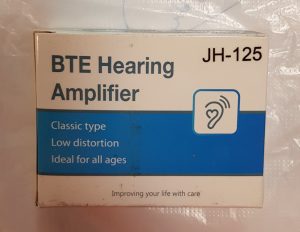 BTE Hearing
Amplifier
JH-125
Classic type
Low distortion
Ideal for all ages
Improving your life with care